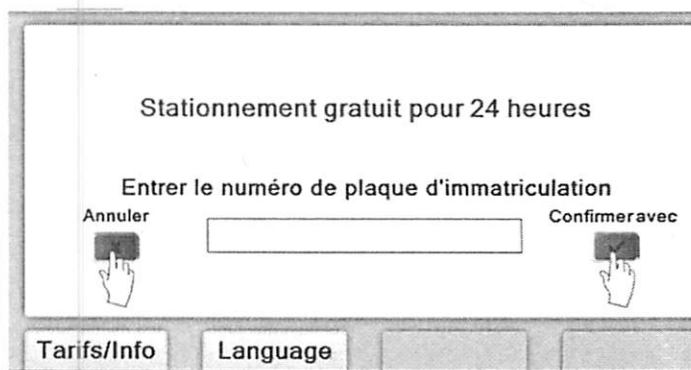 Stationnement gratuit pour 24 heures
Entrer le numéro de plaque d'immatriculation
Annuler
Confirmer avec
Tarifs/Info
Language